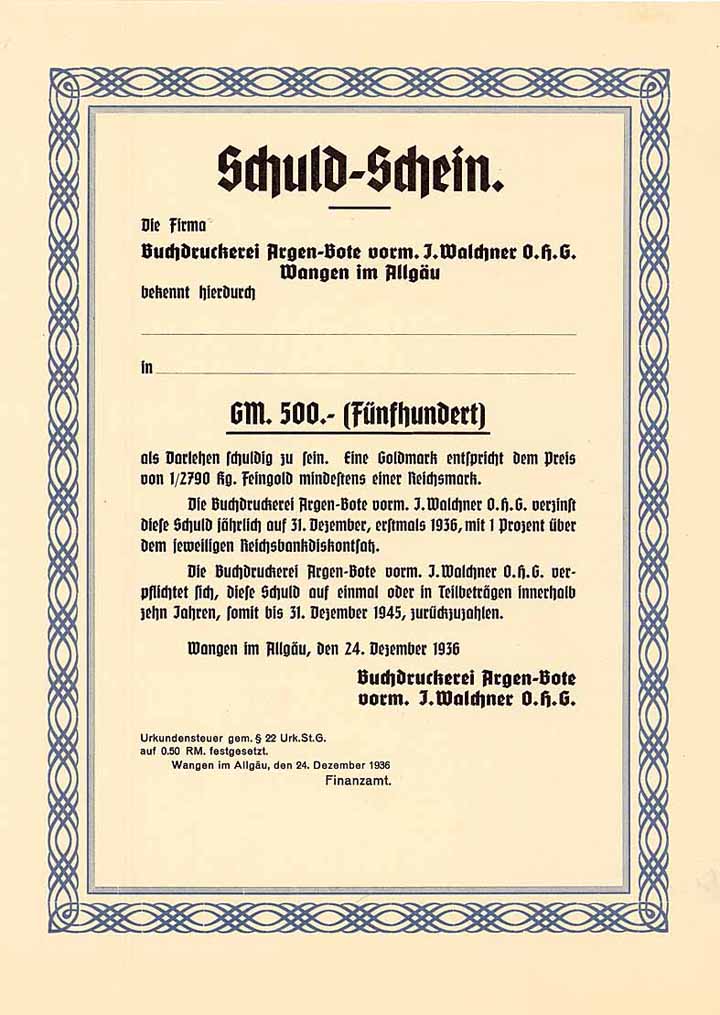 Schuld-Schein.
Die Firma
Buchdruckerei Argen-Bote vorm. J. Walchner O.H.G.
Wangen im Allgäu
bekennt hierdurch
in
GM. 500.- (Fünfhundert)
als Darlehen schuldig zu sein. Eine Goldmark entspricht dem Preis
von 1/2790 Kg. Feingold mindestens einer Reichsmark.
Die Buchdruckerei Argen-Bote vorm. J. Walchner O.H.G. verzinst
diese Schuld jährlich auf 31. Dezember, erstmals 1936, mit 1 Prozent über
dem jeweiligen Reichsbankdiskontsatz.
Die Buchdruckerei Argen-Bote vorm. J. Walchner O.H.G. ver-
pflichtet sich, diese Schuld auf einmal oder in Teilbeträgen innerhalb
zehn Jahren, somit bis 31. Dezember 1945, zurückzuzahlen.
Wangen im Allgäu, den 24. Dezember 1936
Buchdruckerei Argen-Bote
vorm. J. Walchner O.H.G.
Urkundensteuer gem. § 22 Urk.St.G.
auf 0.50 RM. festgesetzt.
Wangen im Allgäu, den 24. Dezember 1936
Finanzamt.